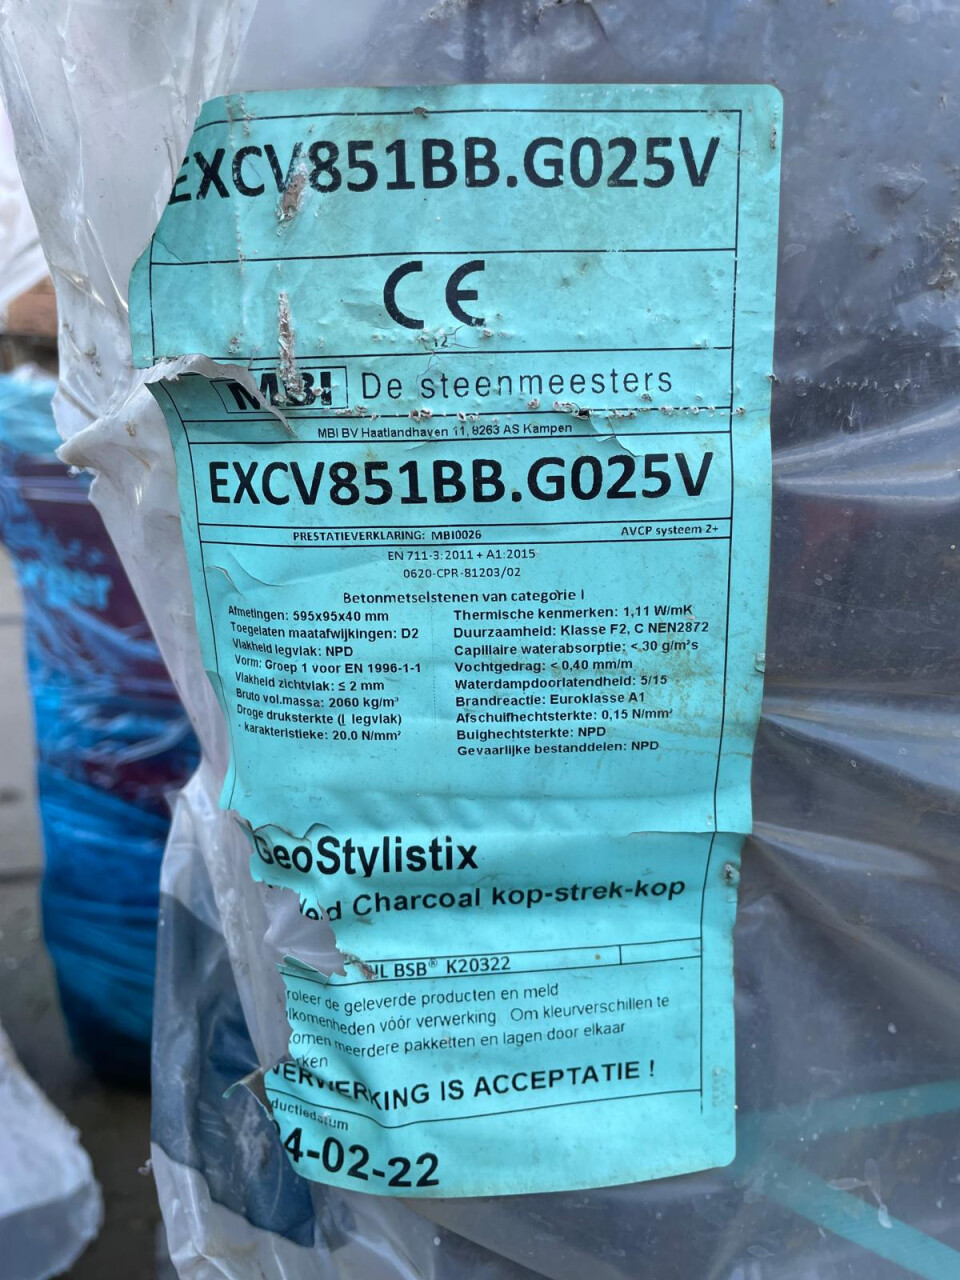 EXCV851BB.G025V
CE
12
MBI De steenmeesters
MBI BV Haatlandhaven 11, 8263 AS Kampen
EXCV851BB.G025V
PRESTATIEVERKLARING: MBI0026 AVCP systeem 2+
EN 711-3:2011 + A1:2015
0620-CPR-81203/02
Betonmetselstenen van categorie I
Afmetingen: 595x95x40 mm
Toegelaten maatafwijkingen: D2
Vlakheid legvlak: NPD
Vorm: Groep 1 voor EN 1996-1-1
Vlakheid zichtvlak: ≤ 2 mm
Bruto vol.massa: 2060 kg/m³
Droge druksterkte (⊥ legvlak)
- karakteristieke: 20.0 N/mm²
Thermische kenmerken: 1,11 W/mK
Duurzaamheid: Klasse F2, C NEN2872
Capillaire waterabsorptie: < 30 g/m²s
Vochtgedrag: < 0,40 mm/m
Waterdampdoorlatendheid: 5/15
Brandreactie: Euroklasse A1
Afschuifhechtsterkte: 0,15 N/mm²
Buighechtsterkte: NPD
Gevaarlijke bestanddelen: NPD
GeoStylistix
Charcoal kop-strek-kop
BSB® K20322
roleer de geleverde producten en meld
lkomenheden vóór verwerking Om kleurverschillen te
komen meerdere pakketten en lagen door elkaar
rken
VERWERKING IS ACCEPTATIE !
ductiedatum
4-02-22